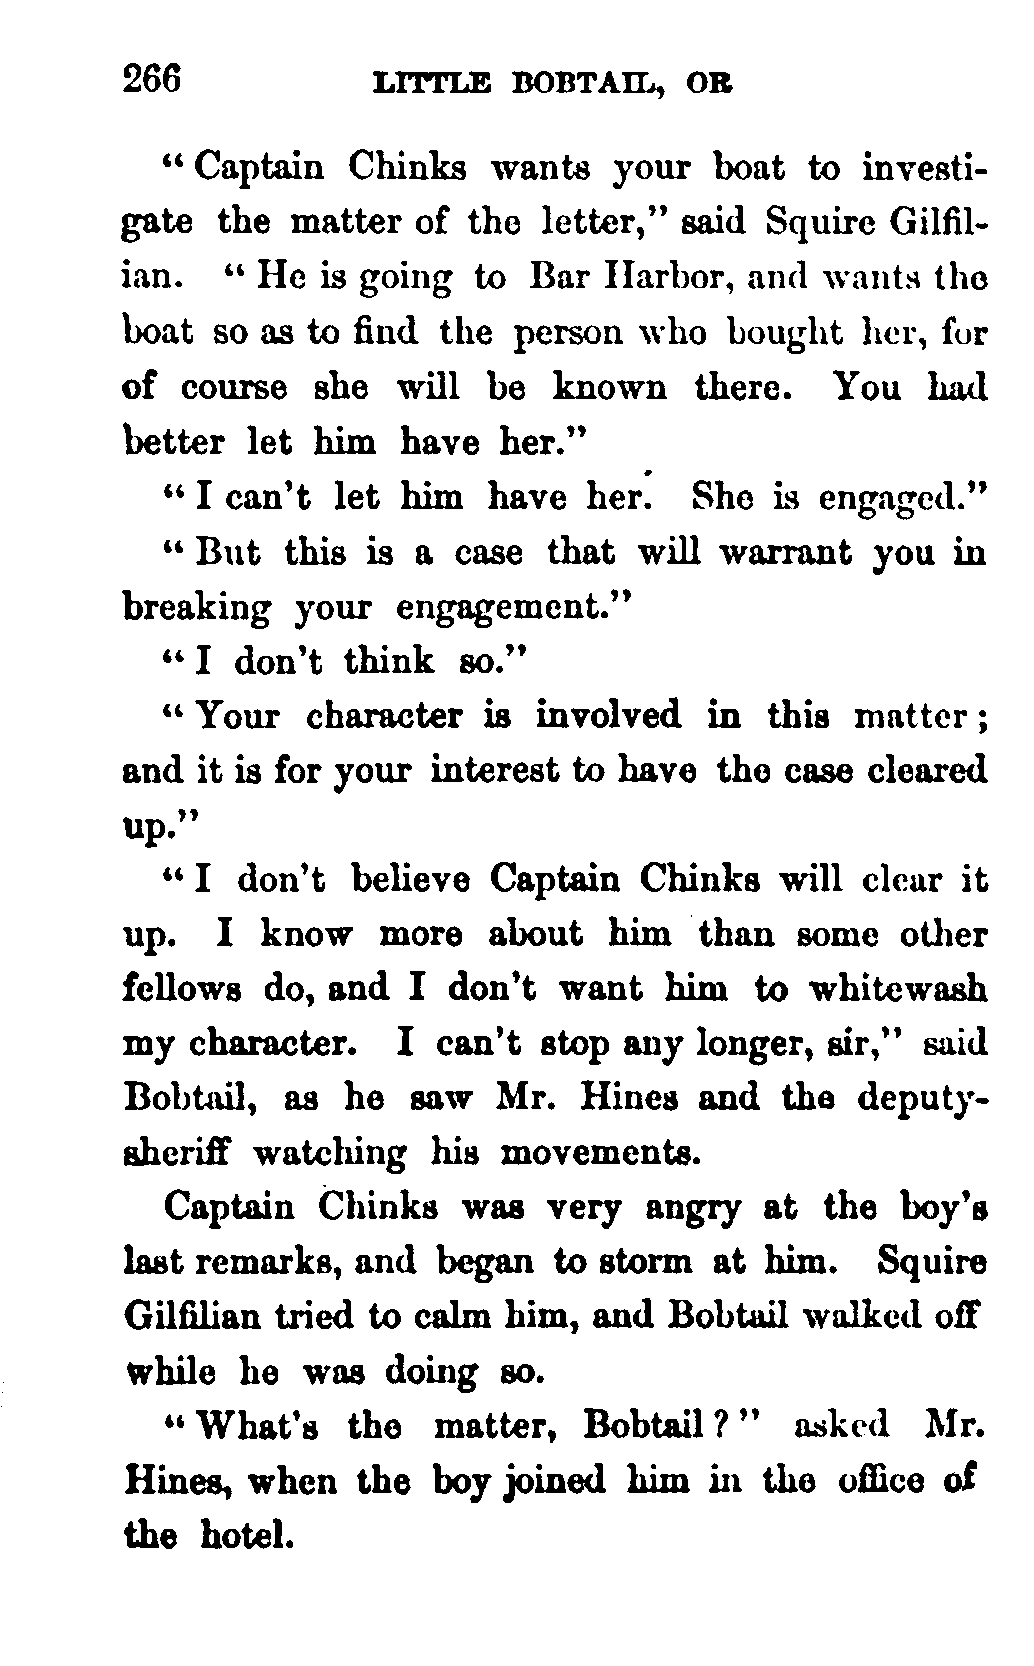 266 LITTLE BOBTAIL, OR
“ Captain Chinks wants your boat to investi-
gate the matter of the letter,” said Squire Gilfil-
ian. “ He is going to Bar Harbor, and wants the
boat so as to find the person who bought her, for
of course she will be known there. You had
better let him have her.”
“ I can’t let him have her. She is engaged.”
“ But this is a case that will warrant you in
breaking your engagement.”
“ I don’t think so.”
“ Your character is involved in this matter ;
and it is for your interest to have the case cleared
up.”
“ I don’t believe Captain Chinks will clear it
up. I know more about him than some other
fellows do, and I don’t want him to whitewash
my character. I can’t stop any longer, sir,” said
Bobtail, as he saw Mr. Hines and the deputy-
sheriff watching his movements.
Captain Chinks was very angry at the boy’s
last remarks, and began to storm at him. Squire
Gilfilian tried to calm him, and Bobtail walked off
while he was doing so.
“ What’s the matter, Bobtail ? ” asked Mr.
Hines, when the boy joined him in the office of
the hotel.